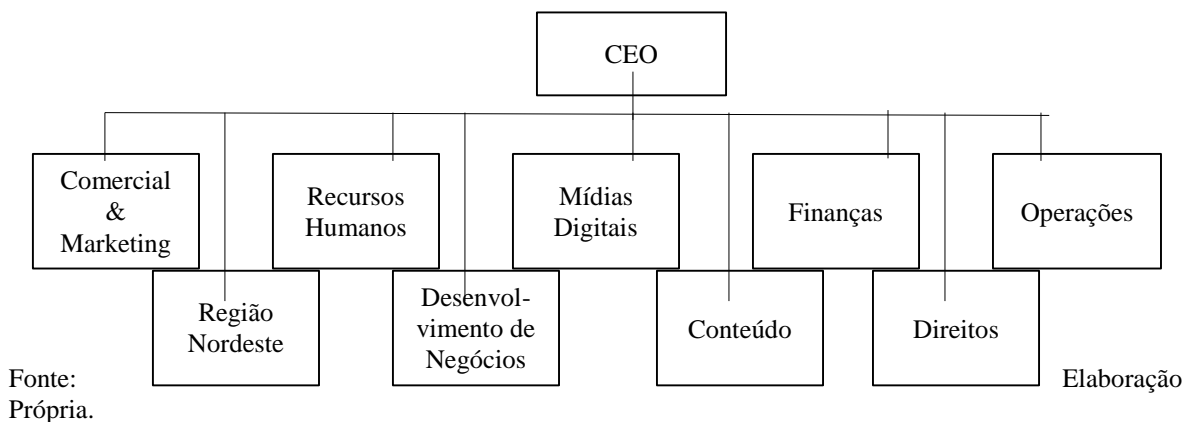 CEO
Comercial
&
Marketing
Recursos
Humanos
Mídias
Digitais
Finanças
Operações
Região
Nordeste
Desenvol-
vimento de
Negócios
Conteúdo
Direitos
Fonte: Elaboração
Própria.